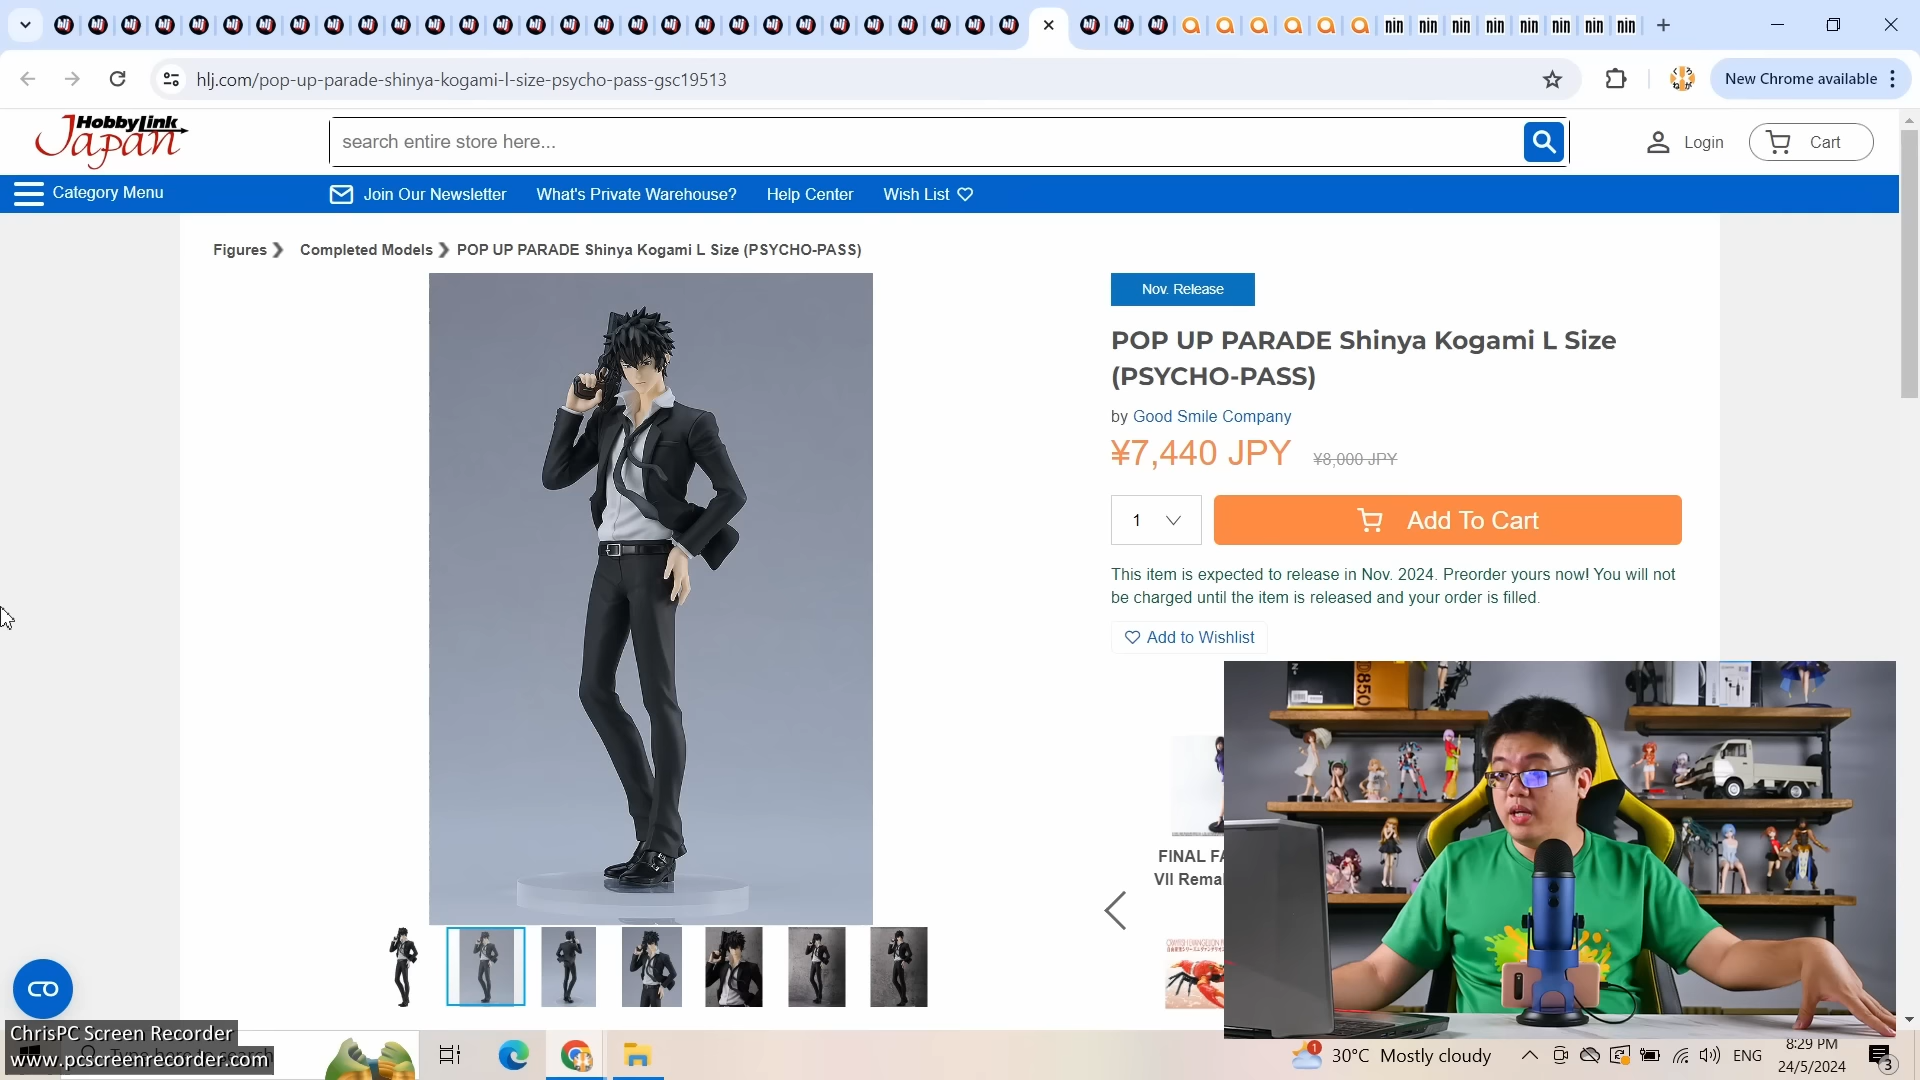 hlj.com/pop-up-parade-shinya-kogami-l-size-psycho-pass-gsc19513
New Chrome available
HobbyLink
Japan
search entire store here...
Login
Cart
Category Menu
Join Our Newsletter
What's Private Warehouse?
Help Center
Wish List
Figures
Completed Models
POP UP PARADE Shinya Kogami L Size (PSYCHO-PASS)
Nov. Release
POP UP PARADE Shinya Kogami L Size
(PSYCHO-PASS)
by Good Smile Company
¥7,440 JPY
¥8,000 JPY
1
Add To Cart
This item is expected to release in Nov. 2024. Preorder yours now! You will not
be charged until the item is released and your order is filled.
Add to Wishlist
FINAL FA
VII Rema
D850
ChrisPC Screen Recorder
www.pcscreenrecorder.com
1
30°C Mostly cloudy
ENG
8:29 PM
24/5/2024
3